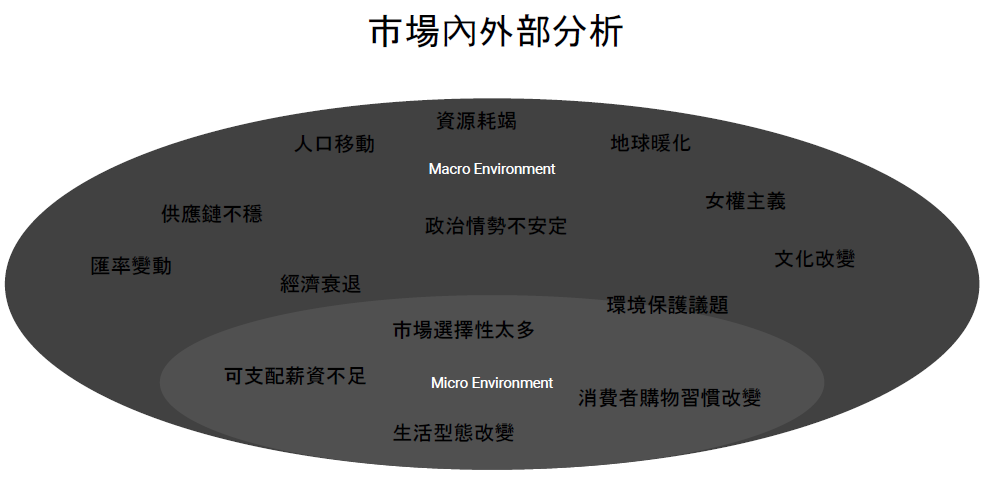 市場內外部分析
資源耗竭
人口移動
地球暖化
Macro Environment
女權主義
供應鏈不穩
政治情勢不安定
文化改變
匯率變動
經濟衰退
環境保護議題
市場選擇性太多
可支配薪資不足
Micro Environment
消費者購物習慣改變
生活型態改變